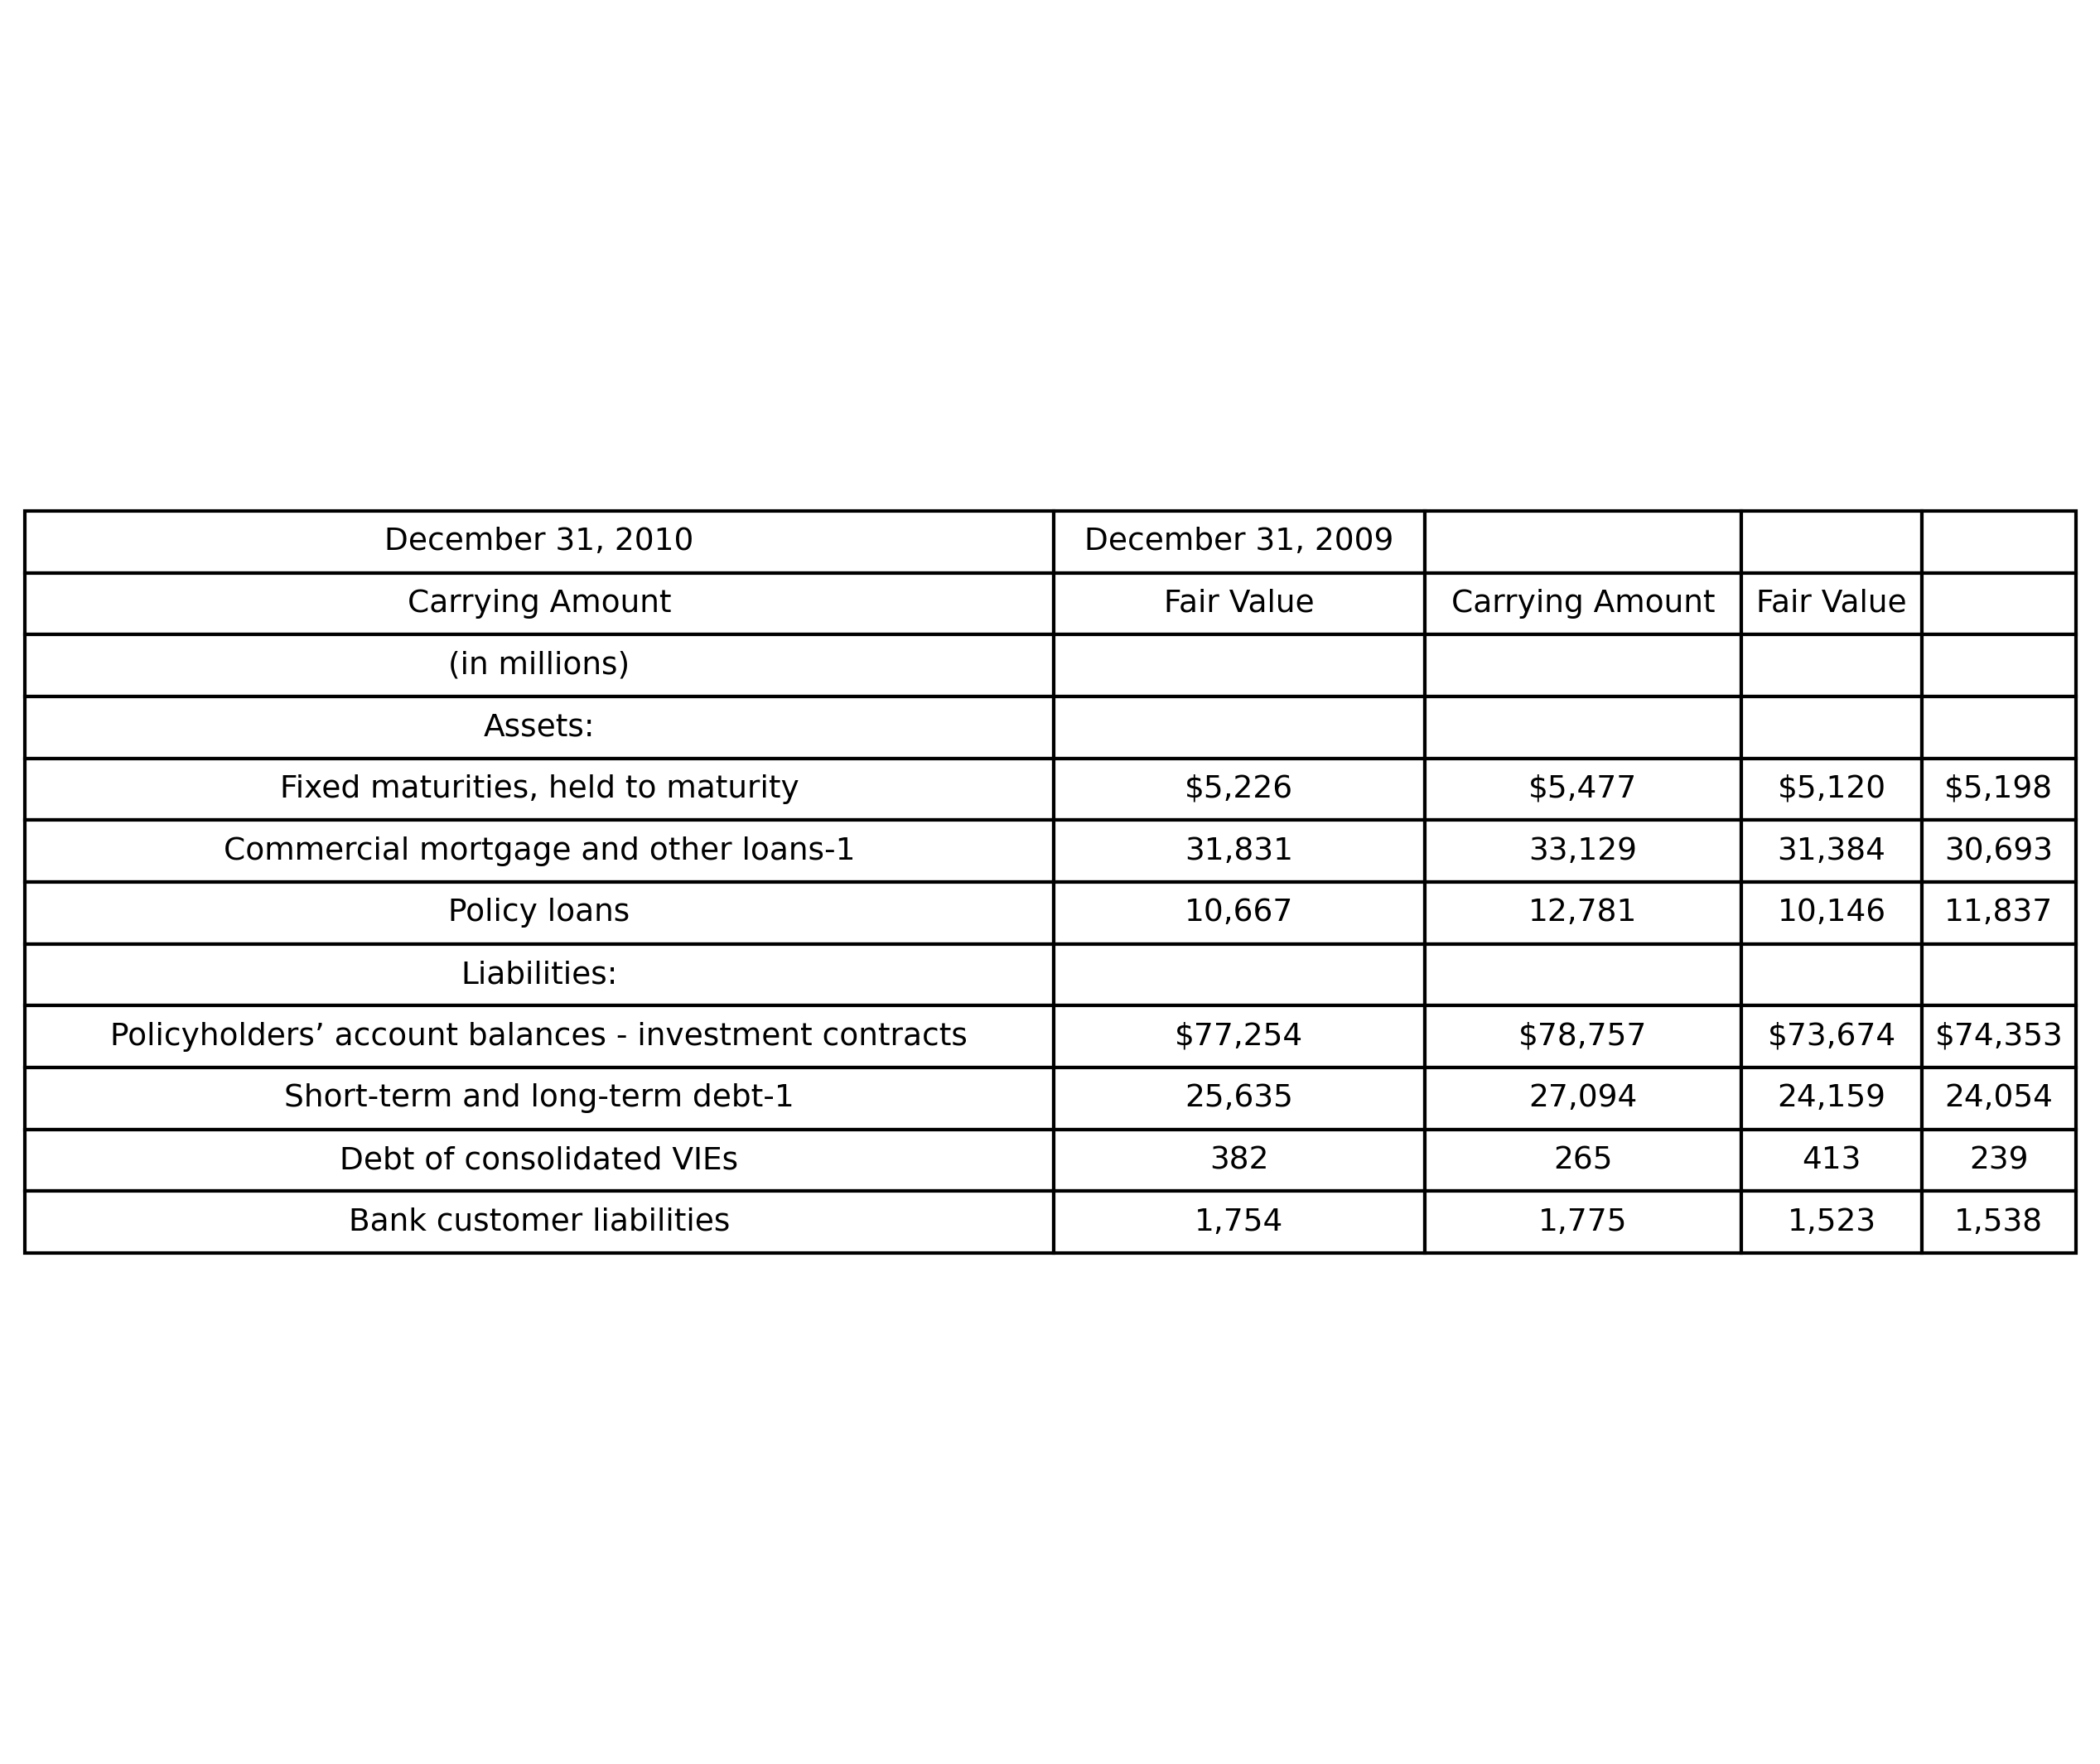 December 31, 2010 December 31, 2009
Carrying Amount Fair Value Carrying Amount Fair Value
(in millions)
Assets:
Fixed maturities, held to maturity $5,226 $5,477 $5,120 $5,198
Commercial mortgage and other loans-1 31,831 33,129 31,384 30,693
Policy loans 10,667 12,781 10,146 11,837
Liabilities:
Policyholders’ account balances - investment contracts $77,254 $78,757 $73,674 $74,353
Short-term and long-term debt-1 25,635 27,094 24,159 24,054
Debt of consolidated VIEs 382 265 413 239
Bank customer liabilities 1,754 1,775 1,523 1,538